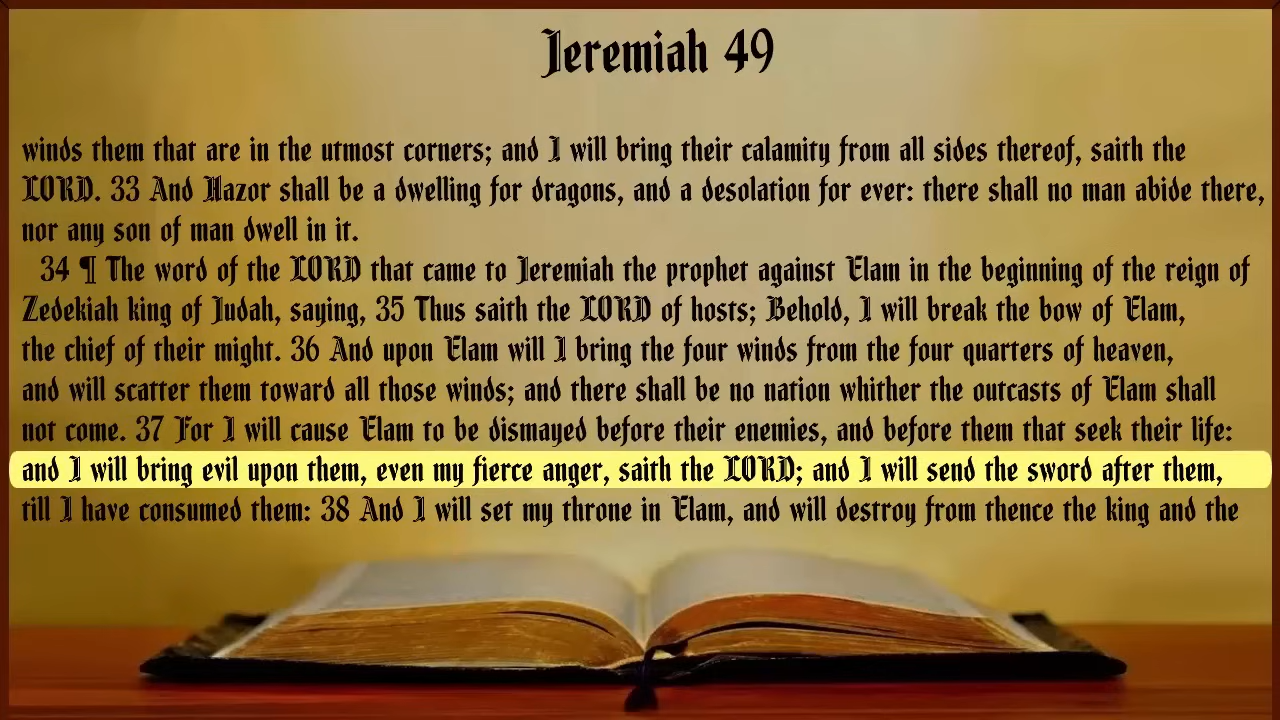 Jeremiah 49
winds them that are in the utmost corners; and I will bring their calamity from all sides thereof, saith the
LORD. 33 And Hazor shall be a dwelling for dragons, and a desolation for ever: there shall no man abide there,
nor any son of man dwell in it.
34 ¶ The word of the LORD that came to Jeremiah the prophet against Elam in the beginning of the reign of
Zedekiah king of Judah, saying, 35 Thus saith the LORD of hosts; Behold, I will break the bow of Elam,
the chief of their might. 36 And upon Elam will I bring the four winds from the four quarters of heaven,
and will scatter them toward all those winds; and there shall be no nation whither the outcasts of Elam shall
not come. 37 For I will cause Elam to be dismayed before their enemies, and before them that seek their life:
and I will bring evil upon them, even my fierce anger, saith the LORD; and I will send the sword after them,
till I have consumed them: 38 And I will set my throne in Elam, and will destroy from thence the king and the